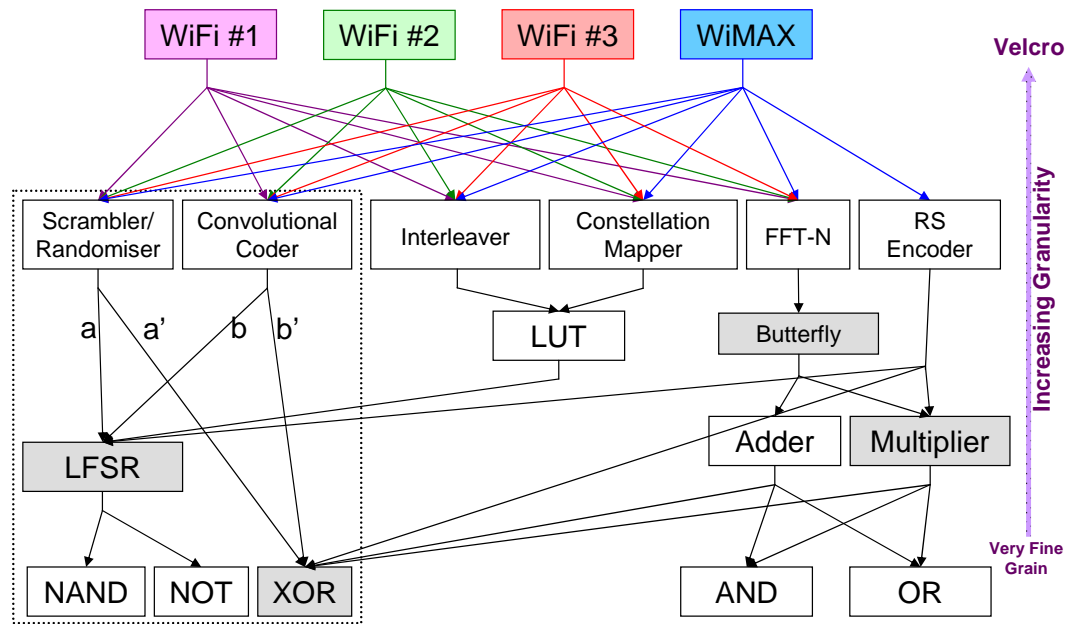 WiFi #1
WiFi #2
WiFi #3
WiMAX
Velcro
Scrambler/
Randomiser
Convolutional
Coder
Interleaver
Constellation
Mapper
FFT-N
RS
Encoder
Increasing Granularity
a
a’
b
b’
LUT
Butterfly
LFSR
Adder
Multiplier
Very Fine
Grain
NAND
NOT
XOR
AND
OR